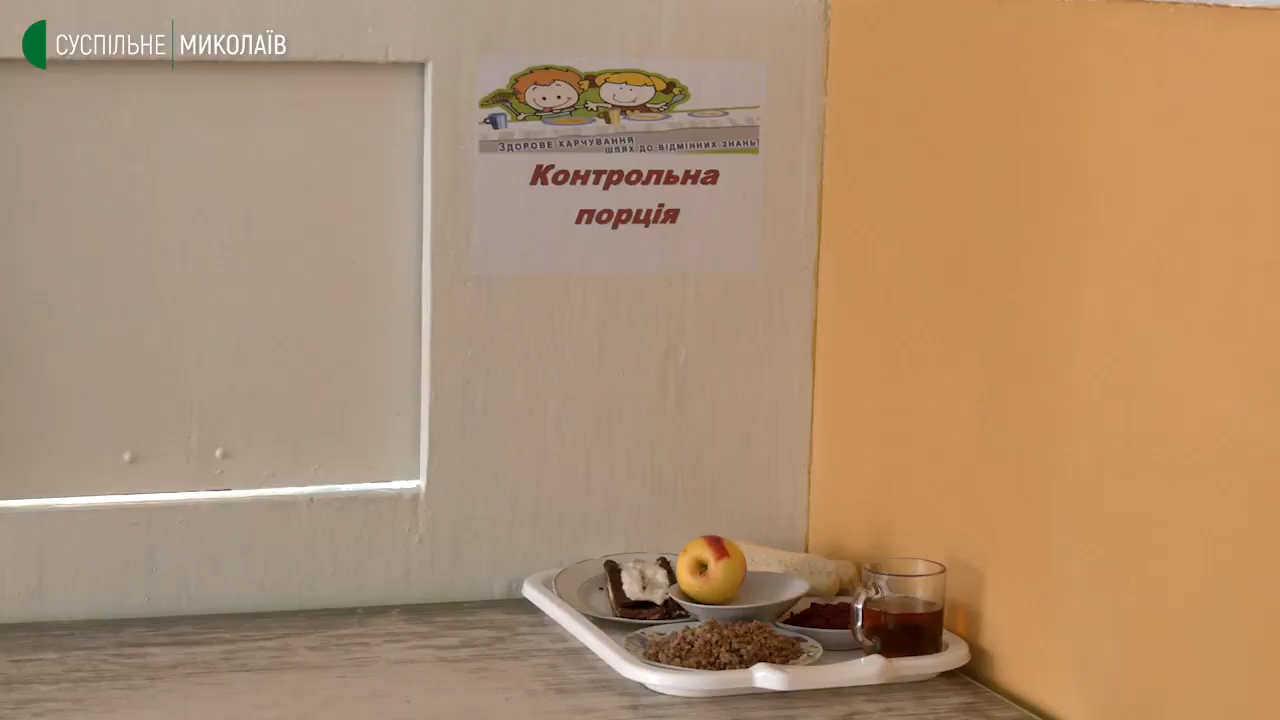 СУСПІЛЬНЕ МИКОЛАЇВ
ЗДОРОВЕ ХАРЧУВАННЯ
ШЛЯХ ДО ВІДМІННИХ ЗНАНЬ!
Контрольна
порція